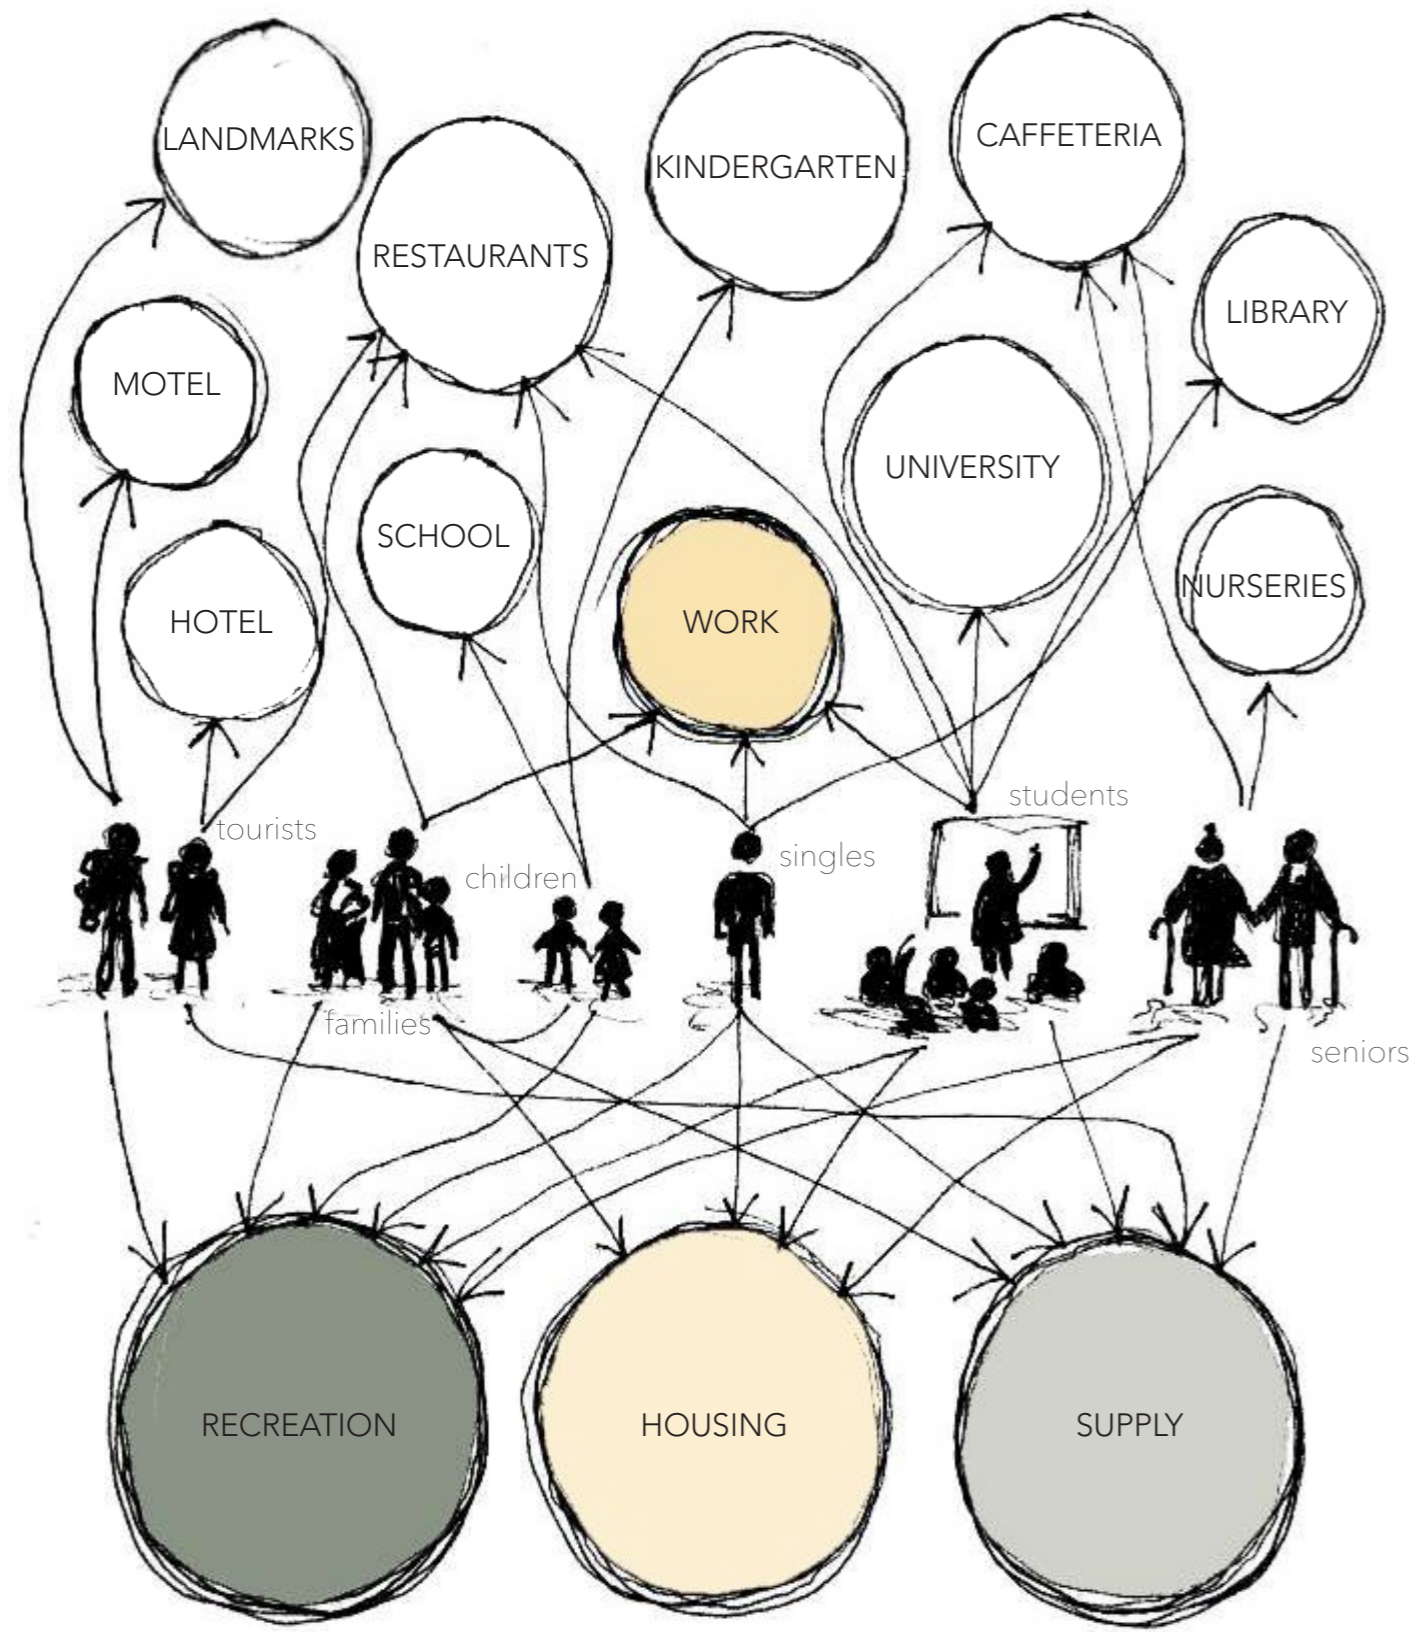 LANDMARKS
KINDERGARTEN
CAFFETERIA
RESTAURANTS
LIBRARY
MOTEL
UNIVERSITY
SCHOOL
NURSERIES
HOTEL
WORK
students
tourists
singles
children
families
seniors
RECREATION
HOUSING
SUPPLY